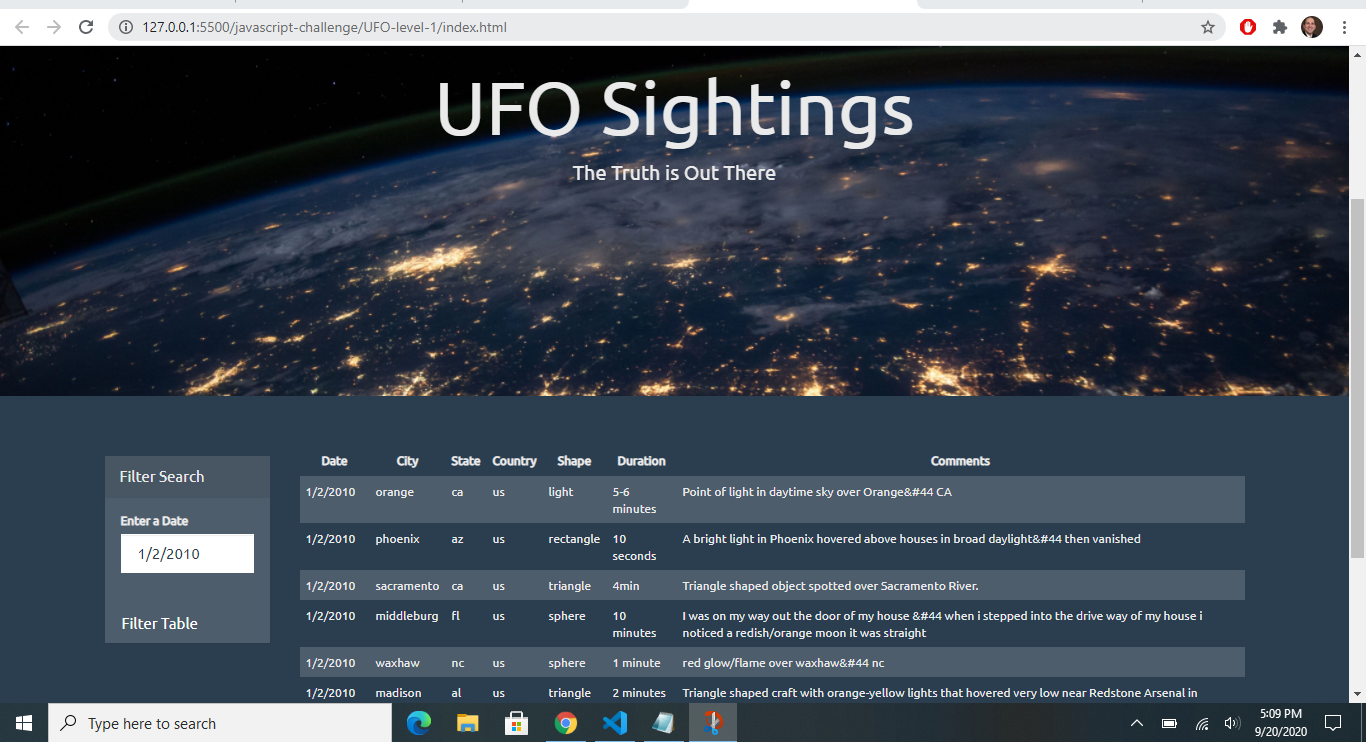 127.0.0.1:5500/javascript-challenge/UFO-level-1/index.html
UFO Sightings
The Truth is Out There
Filter Search
Enter a Date
1/2/2010
Filter Table
Date City State Country Shape Duration Comments
1/2/2010 orange ca us light 5-6 minutes Point of light in daytime sky over Orange&#44 CA
1/2/2010 phoenix az us rectangle 10 seconds A bright light in Phoenix hovered above houses in broad daylight&#44 then vanished
1/2/2010 sacramento ca us triangle 4min Triangle shaped object spotted over Sacramento River.
1/2/2010 middleburg fl us sphere 10 minutes I was on my way out the door of my house &#44 when i stepped into the drive way of my house i
noticed a redish/orange moon it was straight
1/2/2010 waxhaw nc us sphere 1 minute red glow/flame over waxhaw&#44 nc
1/2/2010 madison al us triangle 2 minutes Triangle shaped craft with orange-yellow lights that hovered very low near Redstone Arsenal in
Type here to search
5:09 PM
9/20/2020